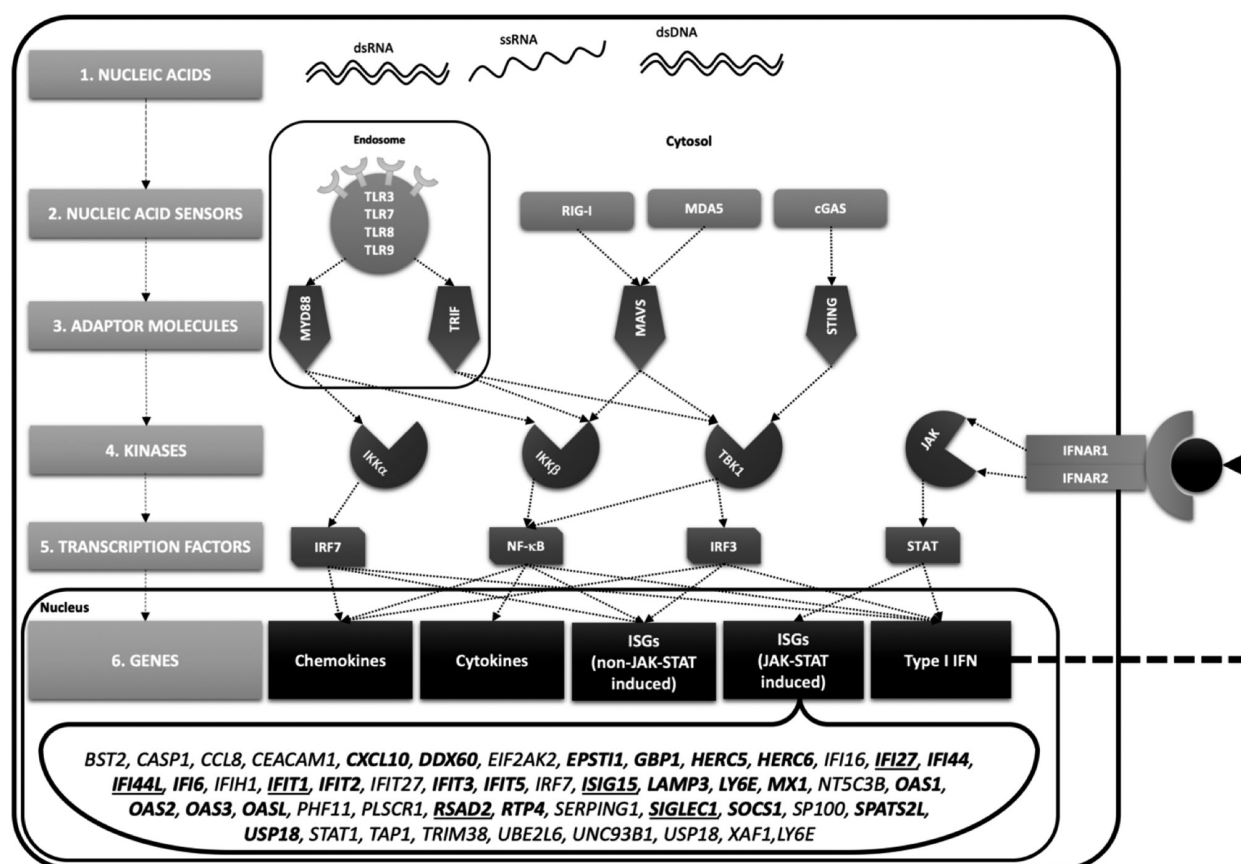 dsRNA
ssRNA
dsDNA
1. NUCLEIC ACIDS
Endosome
Cytosol
2. NUCLEIC ACID SENSORS
TLR3
TLR7
TLR8
TLR9
RIG-I
MDA5
cGAS
3. ADAPTOR MOLECULES
MYD88
TRIF
MAVS
STING
4. KINASES
IKKα
IKKβ
TBK1
JAK
IFNAR1
IFNAR2
5. TRANSCRIPTION FACTORS
IRF7
NF-κB
IRF3
STAT
Nucleus
6. GENES
Chemokines
Cytokines
ISGs
(non-JAK-STAT
induced)
ISGs
(JAK-STAT
induced)
Type I IFN
BST2, CASP1, CCL8, CEACAM1, CXCL10, DDX60, EIF2AK2, EPSTI1, GBP1, HERC5, HERC6, IFI16, IFI27, IFI44,
IFI44L, IFI6, IFIH1, IFIT1, IFIT2, IFIT27, IFIT3, IFIT5, IRF7, ISIG15, LAMP3, LY6E, MX1, NT5C3B, OAS1,
OAS2, OAS3, OASL, PHF11, PLSCR1, RSAD2, RTP4, SERPING1, SIGLEC1, SOCS1, SP100, SPATS2L,
USP18, STAT1, TAP1, TRIM38, UBE2L6, UNC93B1, USP18, XAF1,LY6E